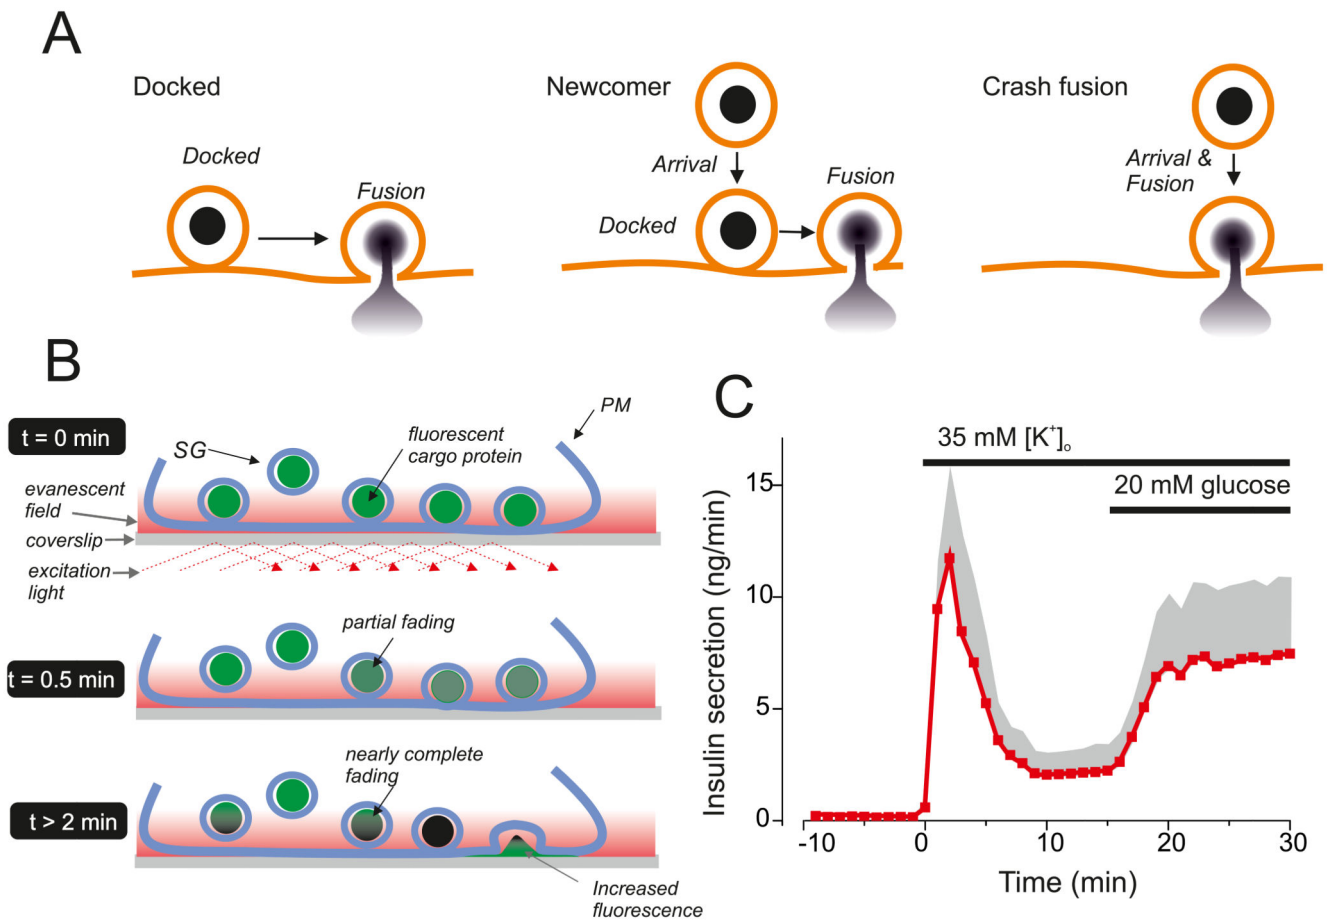 A
Docked
Docked
Fusion
Newcomer
Arrival
Docked
Fusion
Crash fusion
Arrival &
Fusion
B
t = 0 min
SG
fluorescent
cargo protein
PM
evanescent
field
coverslip
excitation
light
t = 0.5 min
partial fading
t > 2 min
nearly complete
fading
Increased
fluorescence
C
35 mM [K⁺]ₒ
20 mM glucose
Insulin secretion (ng/min)
15
10
5
0
-10 0 10 20 30
Time (min)